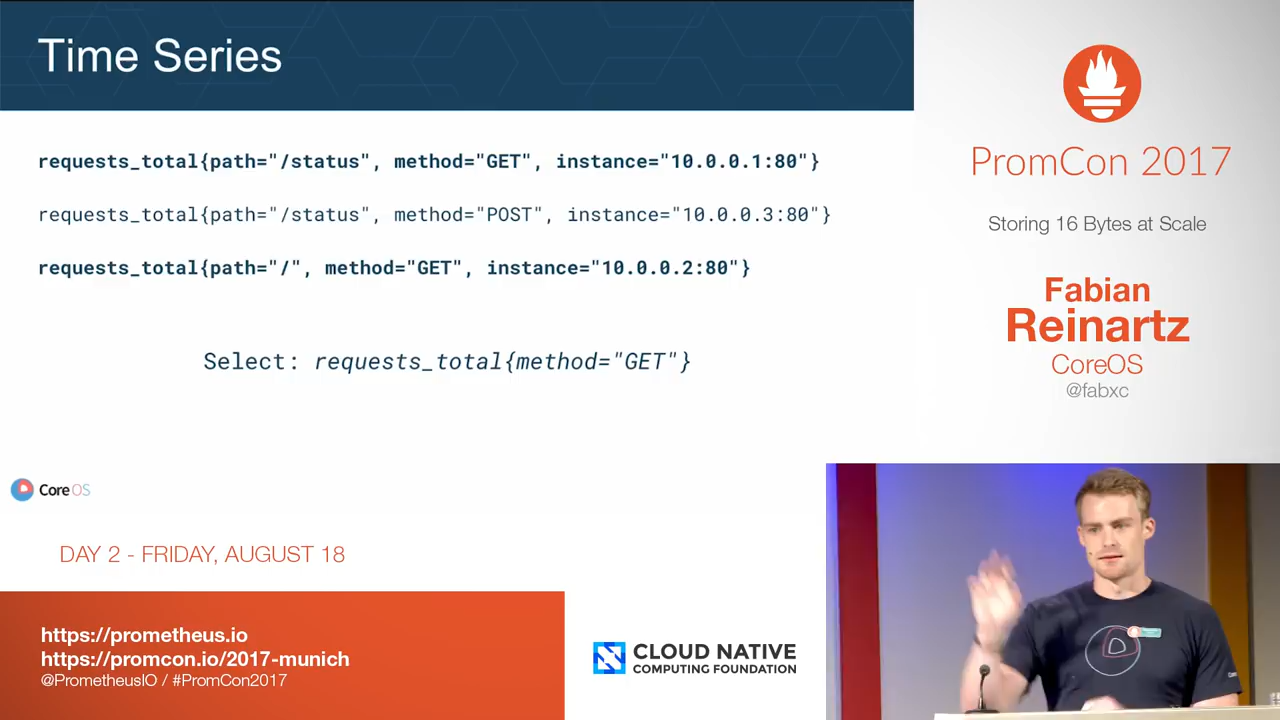 Time Series
requests_total{path="/status", method="GET", instance="10.0.0.1:80"}
requests_total{path="/status", method="POST", instance="10.0.0.3:80"}
requests_total{path="/", method="GET", instance="10.0.0.2:80"}
Select: requests_total{method="GET"}
Core OS
DAY 2 - FRIDAY, AUGUST 18
https://prometheus.io
https://promcon.io/2017-munich
@PrometheusIO / #PromCon2017
CLOUD NATIVE
COMPUTING FOUNDATION
PromCon 2017
Storing 16 Bytes at Scale
Fabian
Reinartz
CoreOS
@fabxc